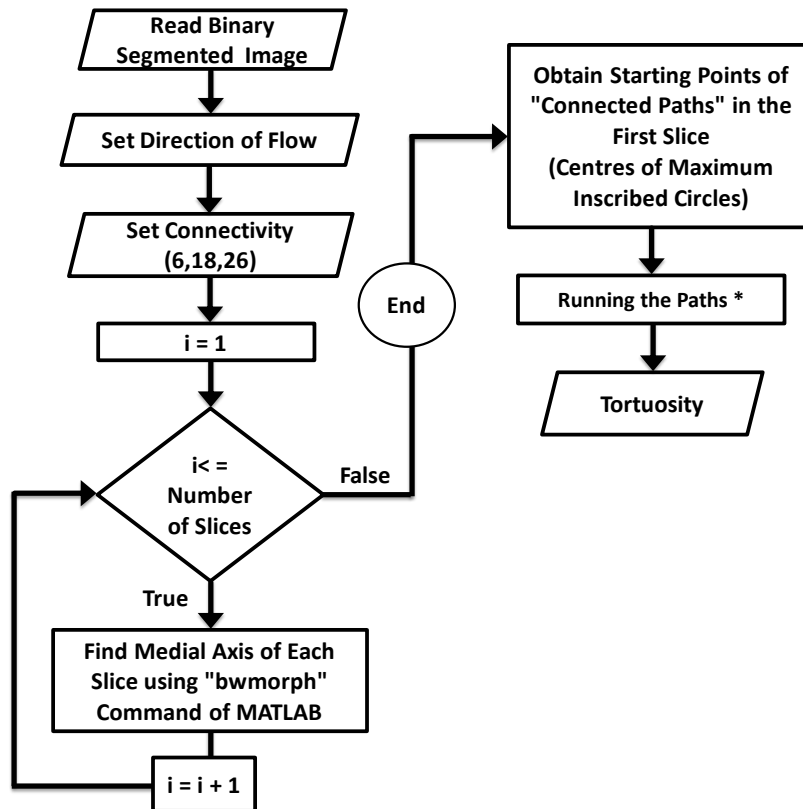 Read Binary
Segmented Image
Set Direction of Flow
Set Connectivity
(6,18,26)
i = 1
i< =
Number
of Slices
False
True
Find Medial Axis of Each
Slice using "bwmorph"
Command of MATLAB
i = i + 1
End
Obtain Starting Points of
"Connected Paths" in the
First Slice
(Centres of Maximum
Inscribed Circles)
Running the Paths *
Tortuosity